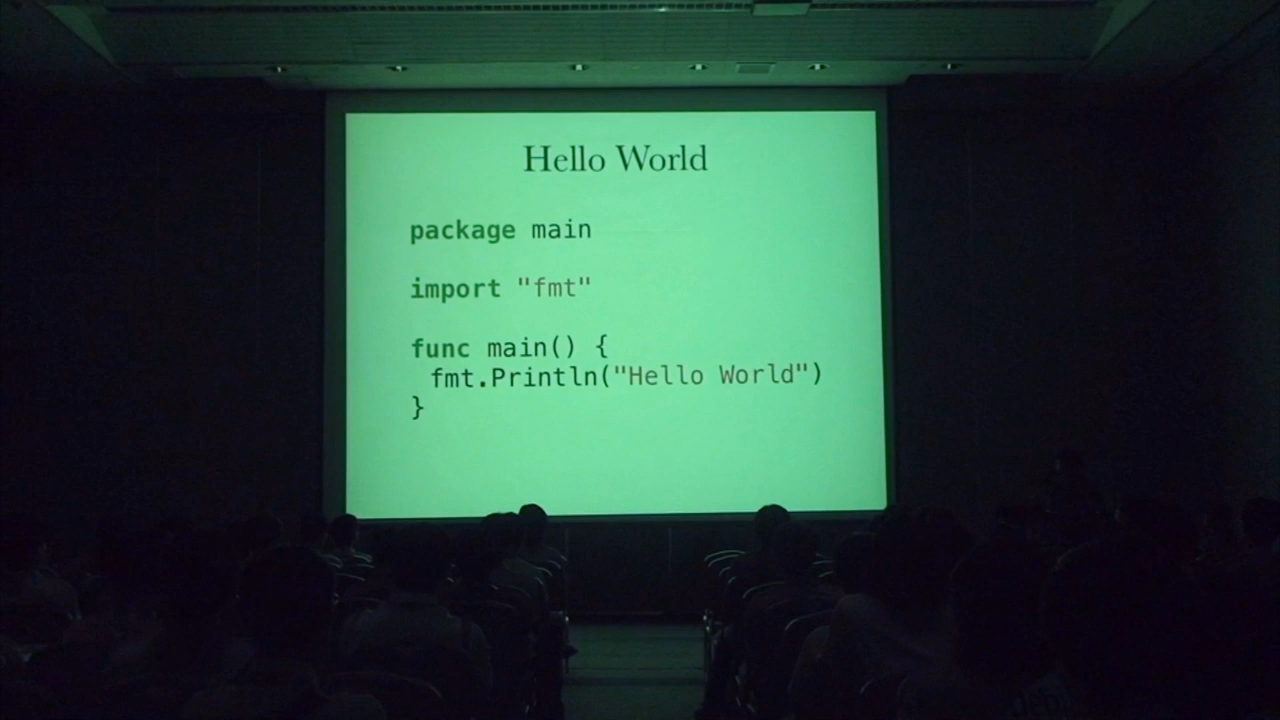 Hello World
package main
import "fmt"
func main() {
fmt.Println("Hello World")
}